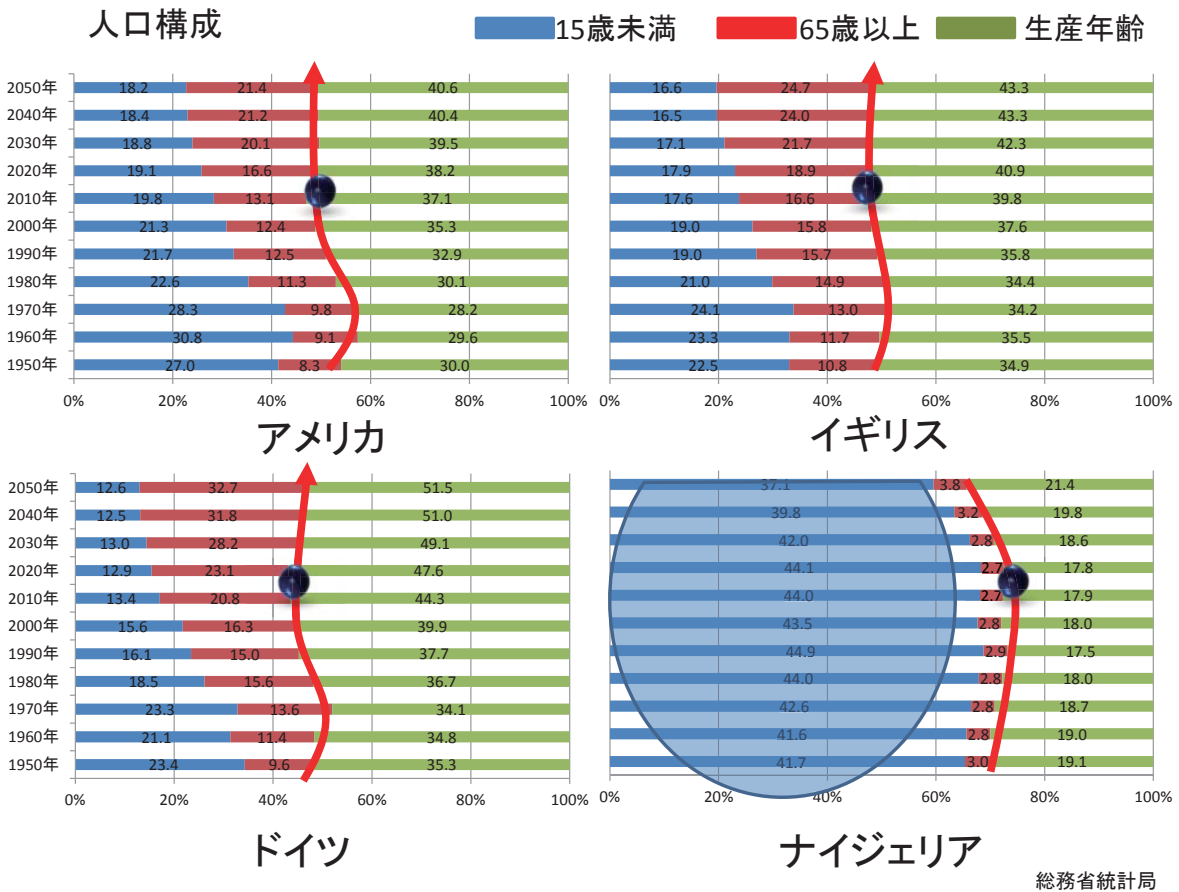 人口構成
15歳未満 65歳以上 生産年齢
2050年 18.2 21.4 40.6
2040年 18.4 21.2 40.4
2030年 18.8 20.1 39.5
2020年 19.1 16.6 38.2
2010年 19.8 13.1 37.1
2000年 21.3 12.4 35.3
1990年 21.7 12.5 32.9
1980年 22.6 11.3 30.1
1970年 28.3 9.8 28.2
1960年 30.8 9.1 29.6
1950年 27.0 8.3 30.0
0% 20% 40% 60% 80% 100%
アメリカ
16.6 24.7 43.3
16.5 24.0 43.3
17.1 21.7 42.3
17.9 18.9 40.9
17.6 16.6 39.8
19.0 15.8 37.6
19.0 15.7 35.8
21.0 14.9 34.4
24.1 13.0 34.2
23.3 11.7 35.5
22.5 10.8 34.9
0% 20% 40% 60% 80% 100%
イギリス
2050年 12.6 32.7 51.5
2040年 12.5 31.8 51.0
2030年 13.0 28.2 49.1
2020年 12.9 23.1 47.6
2010年 13.4 20.8 44.3
2000年 15.6 16.3 39.9
1990年 16.1 15.0 37.7
1980年 18.5 15.6 36.7
1970年 23.3 13.6 34.1
1960年 21.1 11.4 34.8
1950年 23.4 9.6 35.3
0% 20% 40% 60% 80% 100%
ドイツ
37.1 3.8 21.4
39.8 3.2 19.8
42.0 2.8 18.6
44.1 2.7 17.8
44.0 2.7 17.9
43.5 2.8 18.0
44.9 2.9 17.5
44.0 2.8 18.0
42.6 2.8 18.7
41.6 2.8 19.0
41.7 3.0 19.1
0% 20% 40% 60% 80% 100%
ナイジェリア
総務省統計局